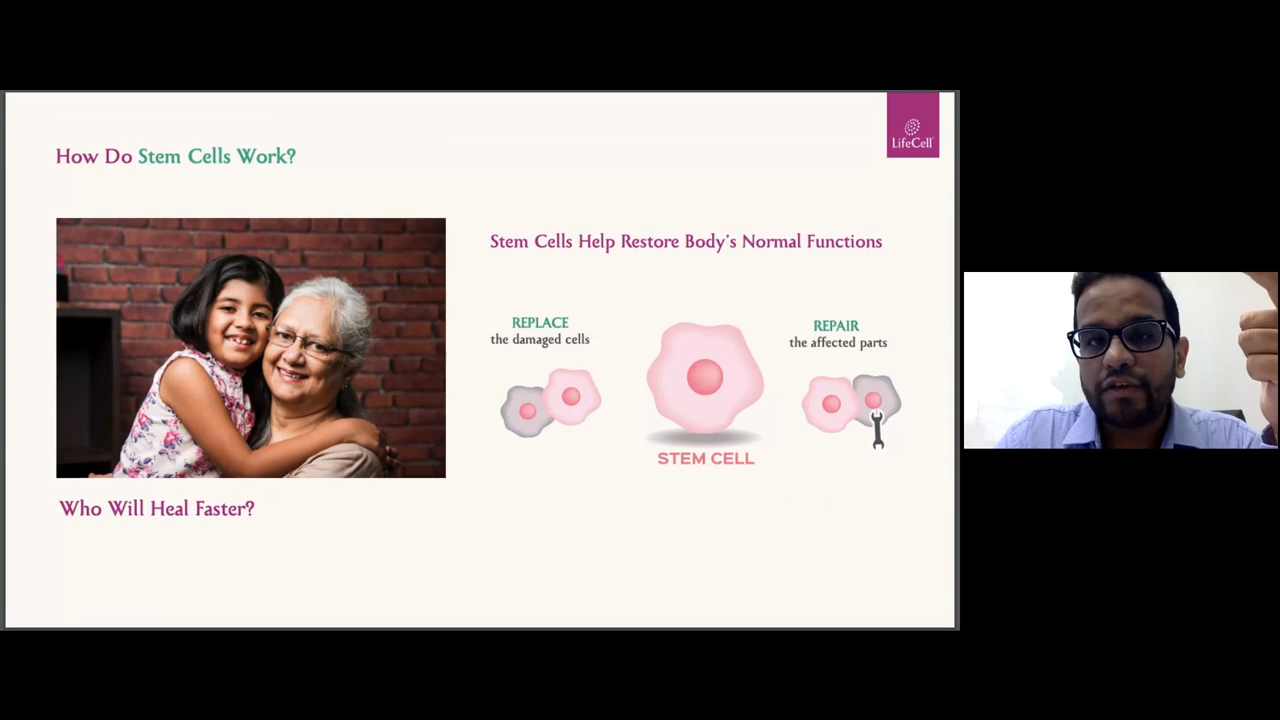 LifeCell
How Do Stem Cells Work?
Stem Cells Help Restore Body's Normal Functions
REPLACE
the damaged cells
REPAIR
the affected parts
STEM CELL
Who Will Heal Faster?